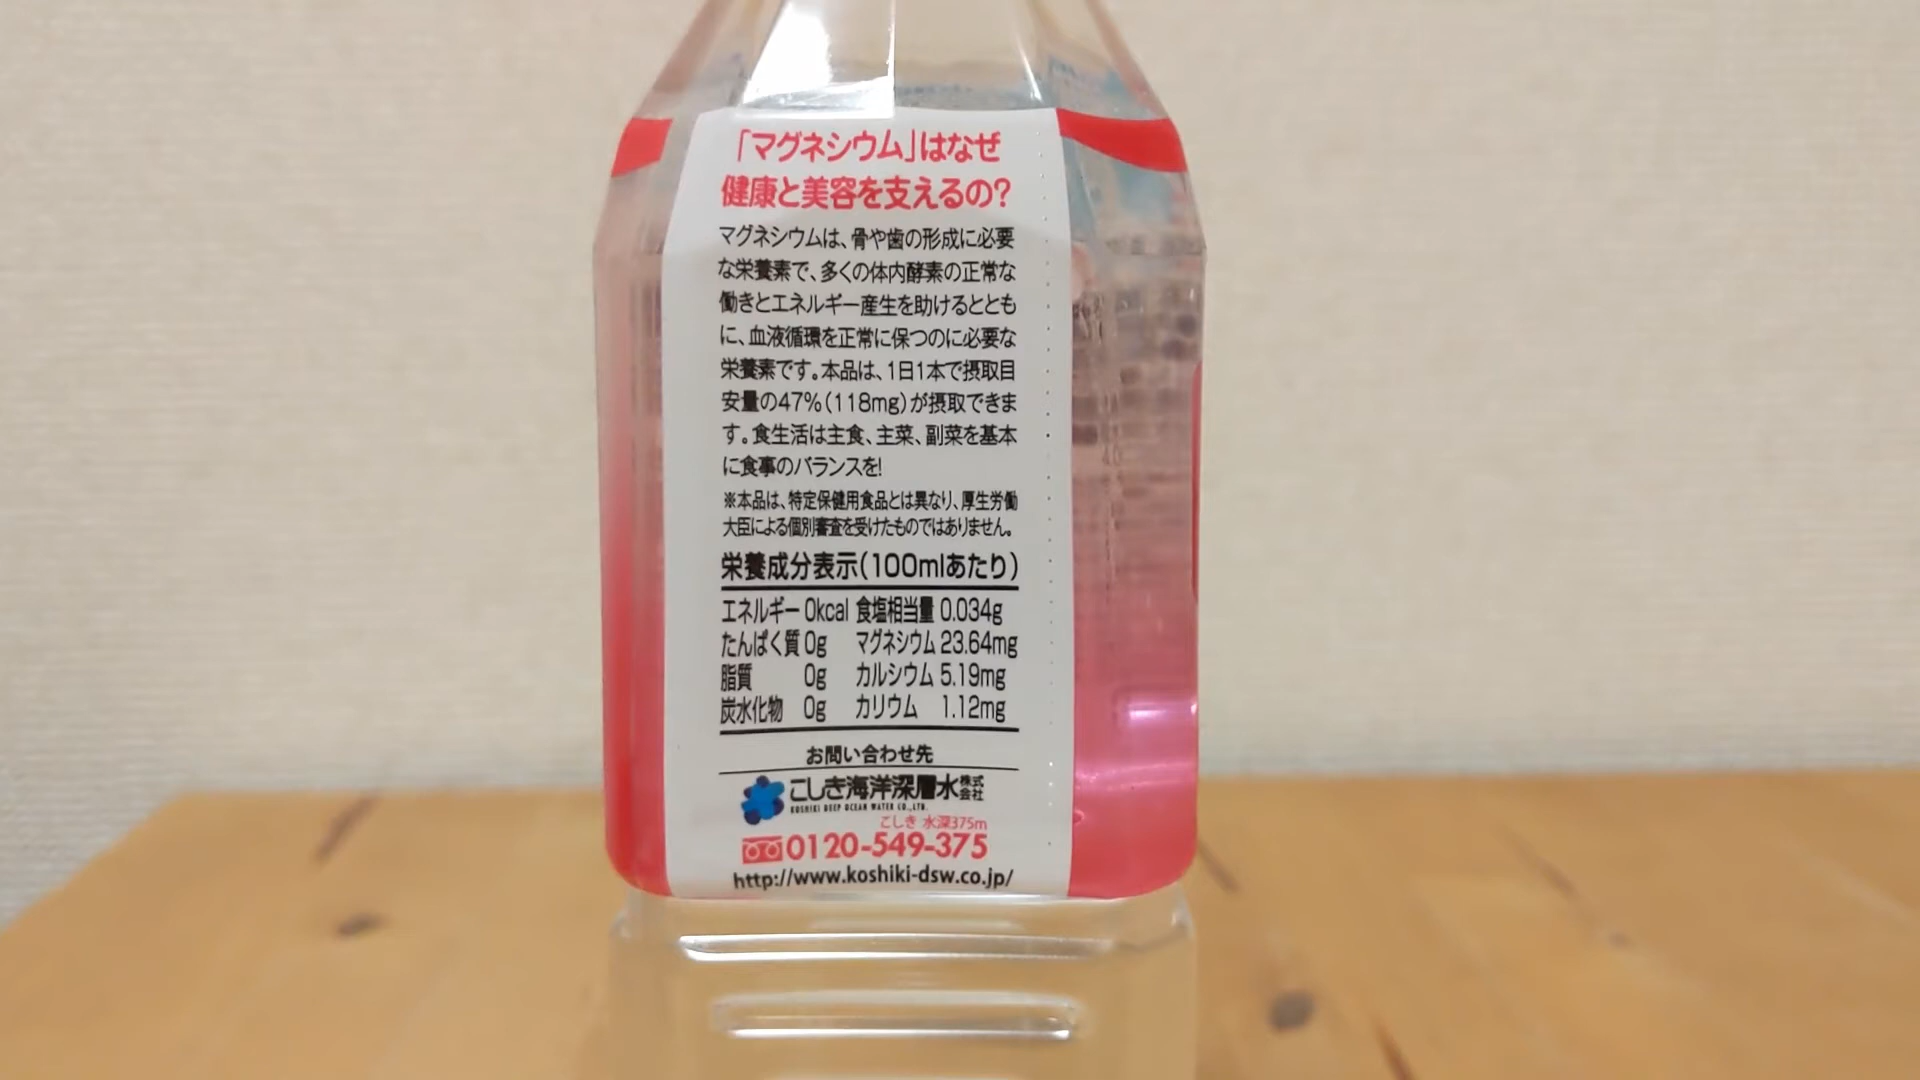 「マグネシウム」はなぜ
健康と美容を支えるの?
マグネシウムは、骨や歯の形成に必要
な栄養素で、多くの体内酵素の正常な
働きとエネルギー産生を助けるととも
に、血液循環を正常に保つのに必要な
栄養素です。本品は、1日1本で摂取目
安量の47%(118mg)が摂取できま
す。食生活は主食、主菜、副菜を基本
に食事のバランスを!
※本品は、特定保健用食品とは異なり、厚生労働
大臣による個別審査を受けたものではありません。
栄養成分表示(100mlあたり)
エネルギー 0kcal 食塩相当量 0.034g
たんぱく質 0g マグネシウム 23.64mg
脂質 0g カルシウム 5.19mg
炭水化物 0g カリウム 1.12mg
お問い合わせ先
こしき海洋深層水株式会社
KOSHIKI DEEP OCEAN WATER CO.,LTD.
こしき 水深375m
0120-549-375
http://www.koshiki-dsw.co.jp/